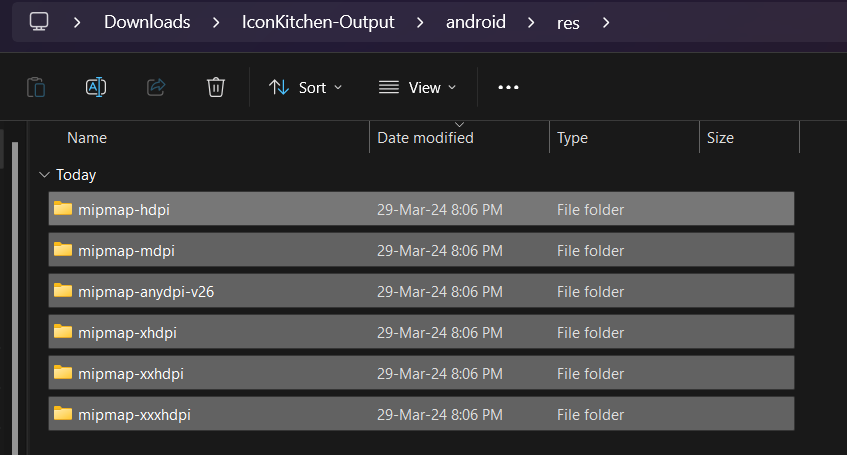 Downloads > IconKitchen-Output > android > res >
Sort View
Name Date modified Type Size
Today
mipmap-hdpi 29-Mar-24 8:06 PM File folder
mipmap-mdpi 29-Mar-24 8:06 PM File folder
mipmap-anydpi-v26 29-Mar-24 8:06 PM File folder
mipmap-xhdpi 29-Mar-24 8:06 PM File folder
mipmap-xxhdpi 29-Mar-24 8:06 PM File folder
mipmap-xxxhdpi 29-Mar-24 8:06 PM File folder